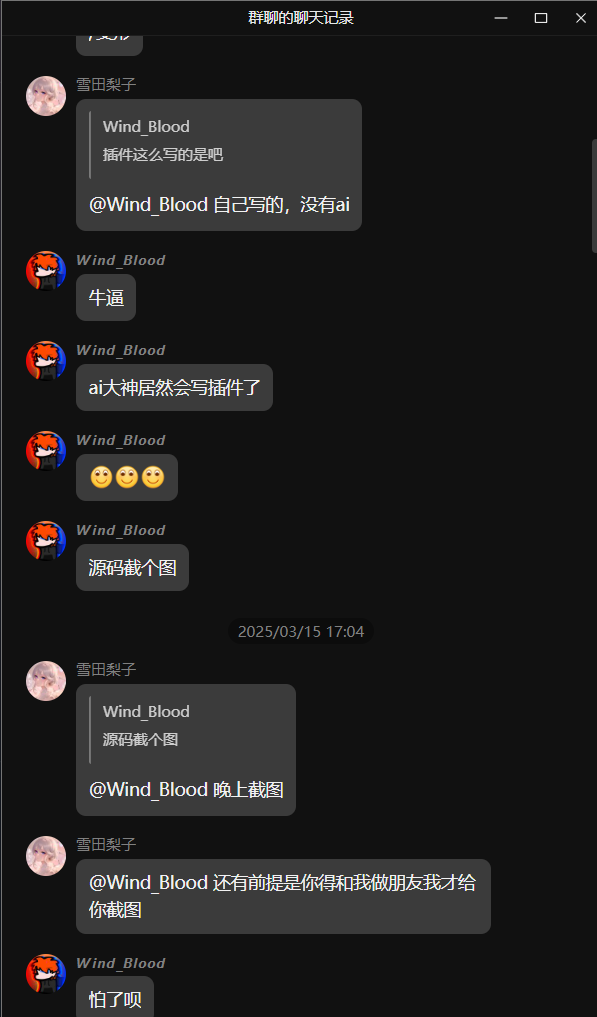 群聊的聊天记录
雪田梨子
Wind_Blood
插件这么写的是吧
@Wind_Blood 自己写的，没有ai
Wind_Blood
牛逼
Wind_Blood
ai大神居然会写插件了
Wind_Blood
Wind_Blood
源码截个图
2025/03/15 17:04
雪田梨子
Wind_Blood
源码截个图
@Wind_Blood 晚上截图
雪田梨子
@Wind_Blood 还有前提是你得和我做朋友我才给
你截图
Wind_Blood
怕了呗